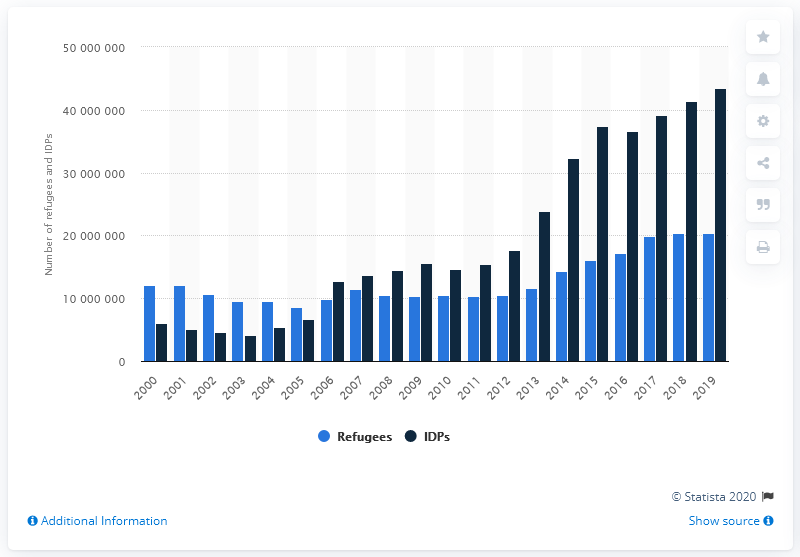 50 000 000
40 000 000
30 000 000
20 000 000
10 000 000
0
Number of refugees and IDPs
2000 2001 2002 2003 2004 2005 2006 2007 2008 2009 2010 2011 2012 2013 2014 2015 2016 2017 2018 2019
Refugees IDPs
© Statista 2020
Additional Information Show source